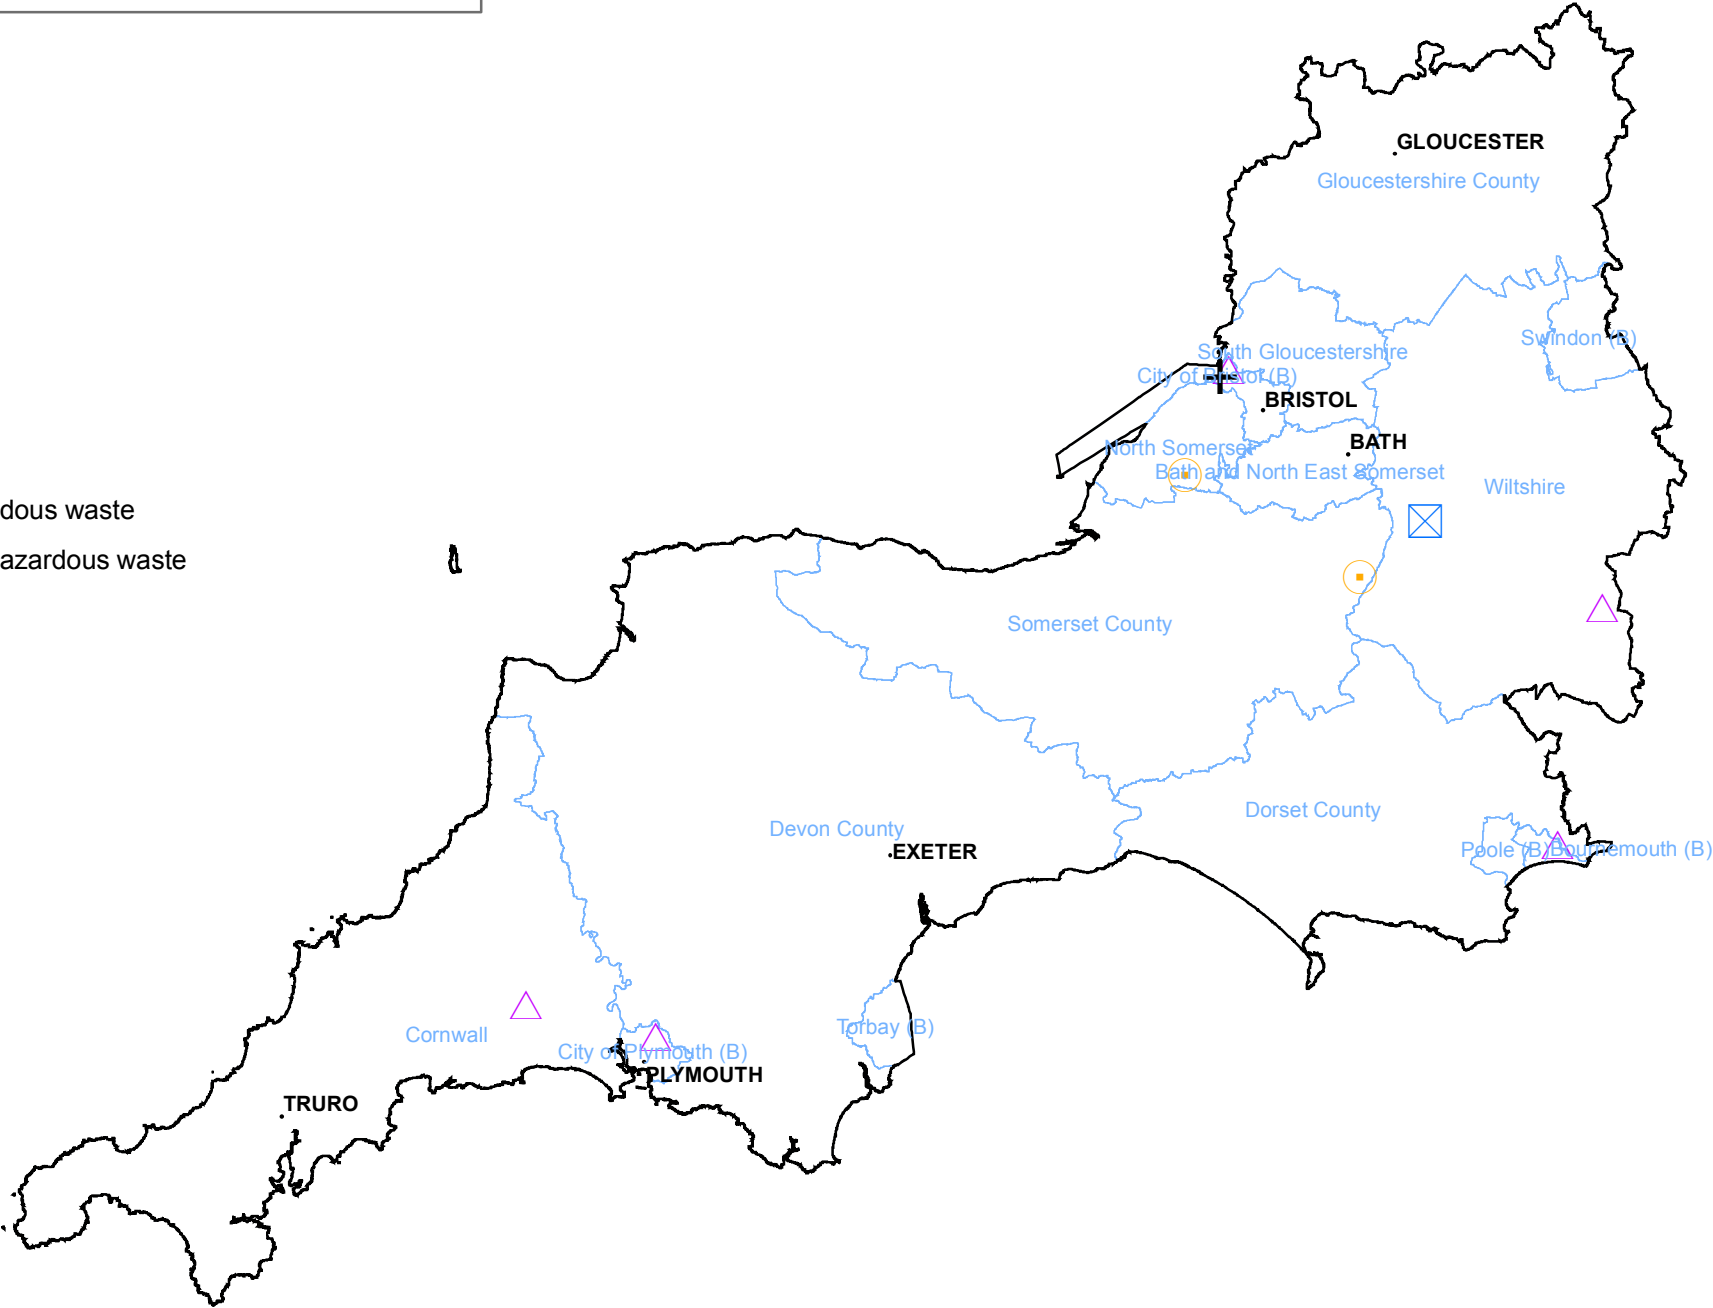 GLOUCESTER
Gloucestershire County
Swindon (B)
South Gloucestershire
City of Bristol (B)
BRISTOL
BATH
North Somerset
Bath and North East Somerset
Wiltshire
dous waste
azardous waste
Somerset County
Dorset County
Devon County
EXETER
Poole (B)
Bournemouth (B)
Torbay (B)
Cornwall
City of Plymouth (B)
PLYMOUTH
TRURO